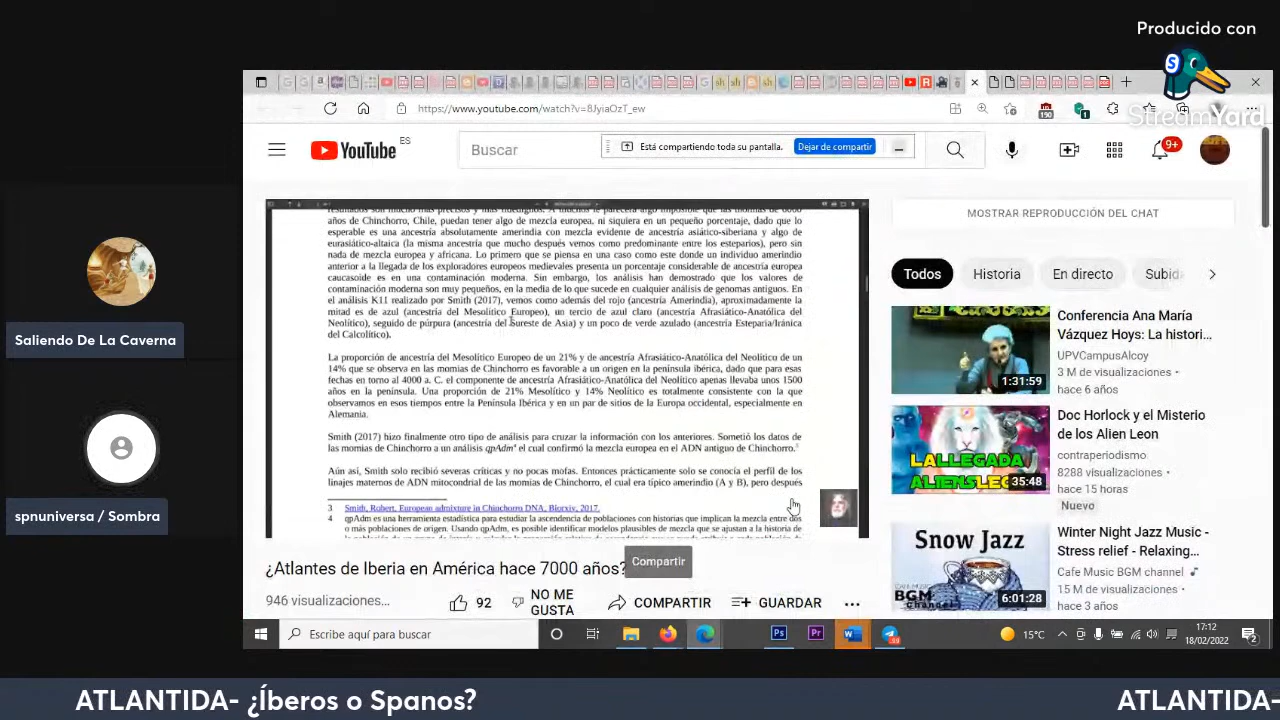 Producido con
StreamYard
https://www.youtube.com/watch?v=8JyiaOzT_ew
190
1
YouTube ES
Buscar
Está compartiendo toda su pantalla.
Dejar de compartir
9+
años de Chinchorro, Chile, puedan tener algo de mezcla europea, ni siquiera en un pequeño porcentaje, dado que lo
esperable es una ancestría absolutamente amerindia con mezcla evidente de ancestría asiático-siberiana y algo de
eurasiático-altaica (la misma ancestría que mucho después vemos como predominante entre los esteparios), pero sin
nada de mezcla europea y africana. Lo primero que se piensa en una caso como este donde un individuo amerindio
anterior a la llegada de los exploradores europeos medievales presenta un porcentaje considerable de ancestría europea
caucasoide es en una contaminación moderna. Sin embargo, los análisis han demostrado que los valores de
contaminación moderna son muy pequeños, en la media de lo que sucede en cualquier análisis de genomas antiguos. En
el análisis K11 realizado por Smith (2017), vemos como además del rojo (ancestría Amerindia), aproximadamente la
mitad es de azul (ancestría del Mesolítico Europeo), un tercio de azul claro (ancestría Afrasiático-Anatólica del
Neolítico), seguido de púrpura (ancestría del Sureste de Asia) y un poco de verde azulado (ancestría Esteparia/Iránica
del Calcolítico).
La proporción de ancestría del Mesolítico Europeo de un 21% y de ancestría Afrasiático-Anatólica del Neolítico de un
14% que se observa en las momias de Chinchorro es favorable a un origen en la península ibérica, dado que para esas
fechas en torno al 4000 a. C. el componente de ancestría Afrasiático-Anatólica del Neolítico apenas llevaba unos 1500
años en la península. Una proporción de 21% Mesolítico y 14% Neolítico es totalmente consistente con la que
observamos en esos tiempos entre la Península Ibérica y en un par de sitios de la Europa occidental, especialmente en
Alemania.
Smith (2017) hizo finalmente otro tipo de análisis para cruzar la información con los anteriores. Sometió los datos de
las momias de Chinchorro a un análisis qpAdm⁴ el cual confirmó la mezcla europea en el ADN antiguo de Chinchorro.
Aún así, Smith solo recibió severas críticas y no pocas mofas. Entonces prácticamente solo se conocía el perfil de los
linajes maternos de ADN mitocondrial de las momias de Chinchorro, el cual era típico amerindio (A y B), pero después
3 Smith, Robert. European admixture in Chinchorro DNA, Biorxiv, 2017.
4 qpAdm es una herramienta estadística para estudiar la ascendencia de poblaciones con historias que implican la mezcla entre dos
o más poblaciones de origen. Usando qpAdm, es posible identificar modelos plausibles de mezcla que se ajustan a la historia de
¿Atlantes de Iberia en América hace 7000 años?
Compartir
946 visualizaciones...
92
NO ME GUSTA
COMPARTIR
GUARDAR
MOSTRAR REPRODUCCIÓN DEL CHAT
Todos
Historia
En directo
Subida
Conferencia Ana María
Vázquez Hoys: La histori...
UPVCampusAlcoy
3 M de visualizaciones •
hace 6 años
1:31:59
Doc Horlock y el Misterio
de los Alien Leon
contraperiodismo
8288 visualizaciones •
hace 15 horas
Nuevo
LA LLEGADA
35:48
Winter Night Jazz Music -
Stress relief - Relaxing...
Cafe Music BGM channel
15 M de visualizaciones •
hace 3 años
Snow Jazz
BGM
6:01:28
Saliendo De La Caverna
spnuniversa / Sombra
Escribe aquí para buscar
15°C
17:12
18/02/2022
2
ATLANTIDA- ¿Íberos o Spanos?
ATLANTIDA-